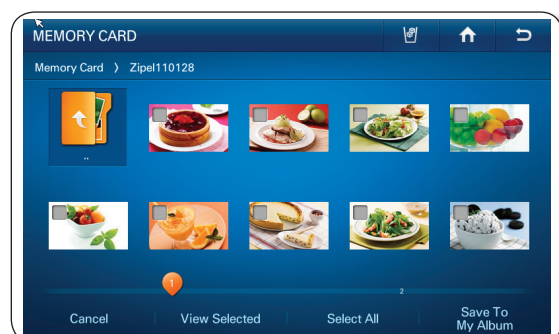 MEMORY CARD
Memory Card > Zipel110128
..
1
2
Cancel
View Selected
Select All
Save To
My Album